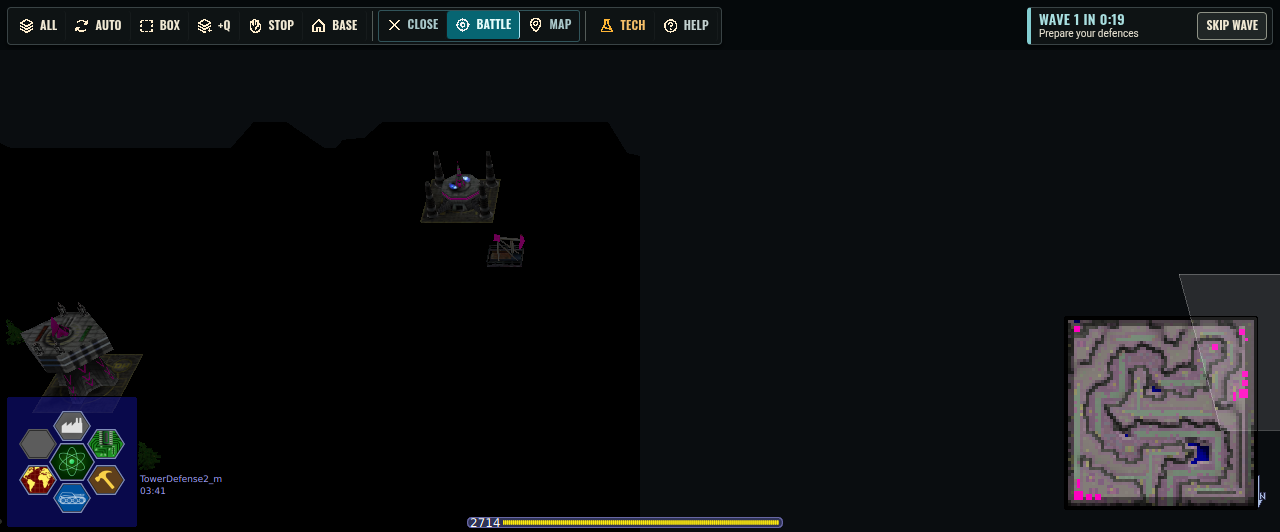 ALL
AUTO
BOX
+Q
STOP
BASE
CLOSE
BATTLE
MAP
TECH
HELP
WAVE 1 IN 0:19
Prepare your defences
SKIP WAVE
TowerDefense2_m
03:41
2714
N